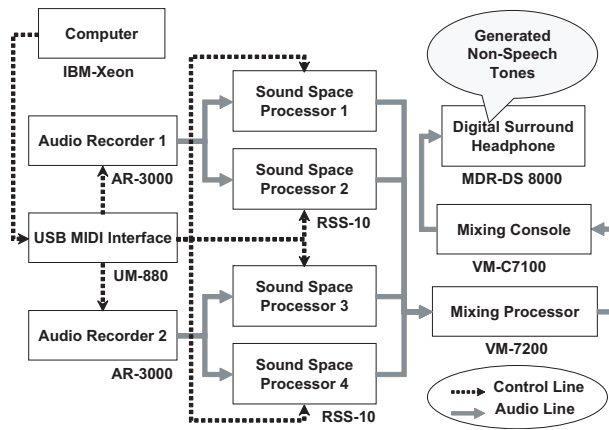 Computer
IBM-Xeon
Audio Recorder 1
AR-3000
USB MIDI Interface
UM-880
Audio Recorder 2
AR-3000
Sound Space
Processor 1
Sound Space
Processor 2
RSS-10
Sound Space
Processor 3
Sound Space
Processor 4
RSS-10
Generated
Non-Speech
Tones
Digital Surround
Headphone
MDR-DS 8000
Mixing Console
VM-C7100
Mixing Processor
VM-7200
Control Line
Audio Line